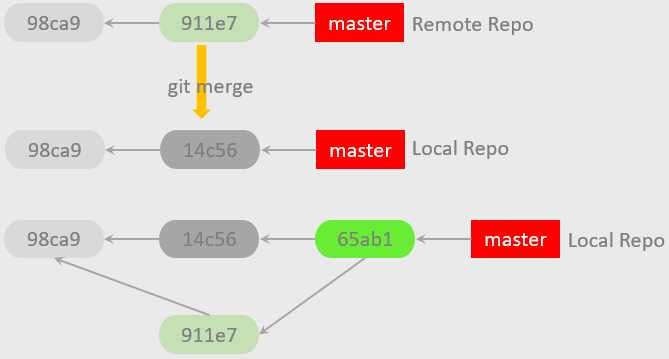 98ca9 911e7 master Remote Repo
git merge
98ca9 14c56 master Local Repo
98ca9 14c56 65ab1 master Local Repo
911e7